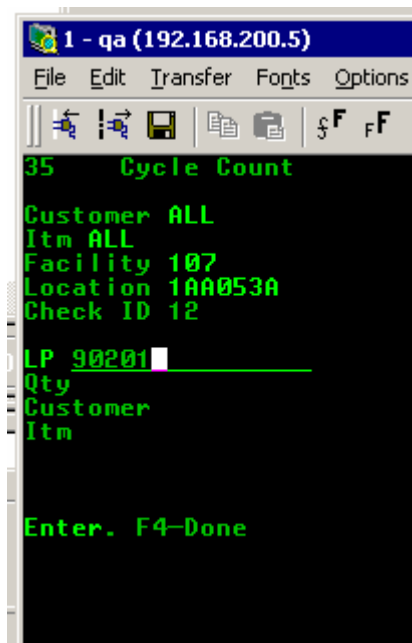 1 - qa (192.168.200.5)
File Edit Transfer Fonts Options
35 Cycle Count
Customer ALL
Itm ALL
Facility 107
Location 1AA053A
Check ID 12
LP 90201
Qty
Customer
Itm
Enter. F4-Done